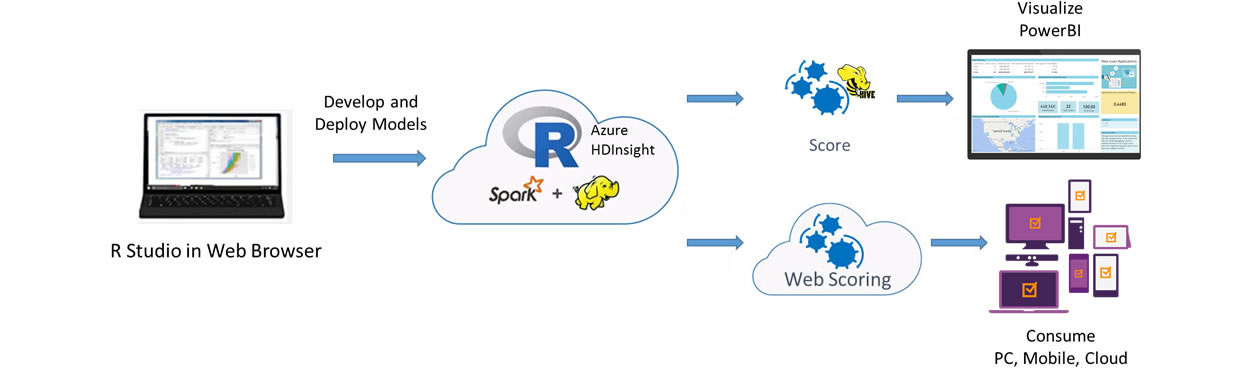 R Studio in Web Browser
Develop and
Deploy Models
R
Azure
HDInsight
Spark
+
HIVE
Score
Visualize
PowerBI
Web Scoring
Consume
PC, Mobile, Cloud